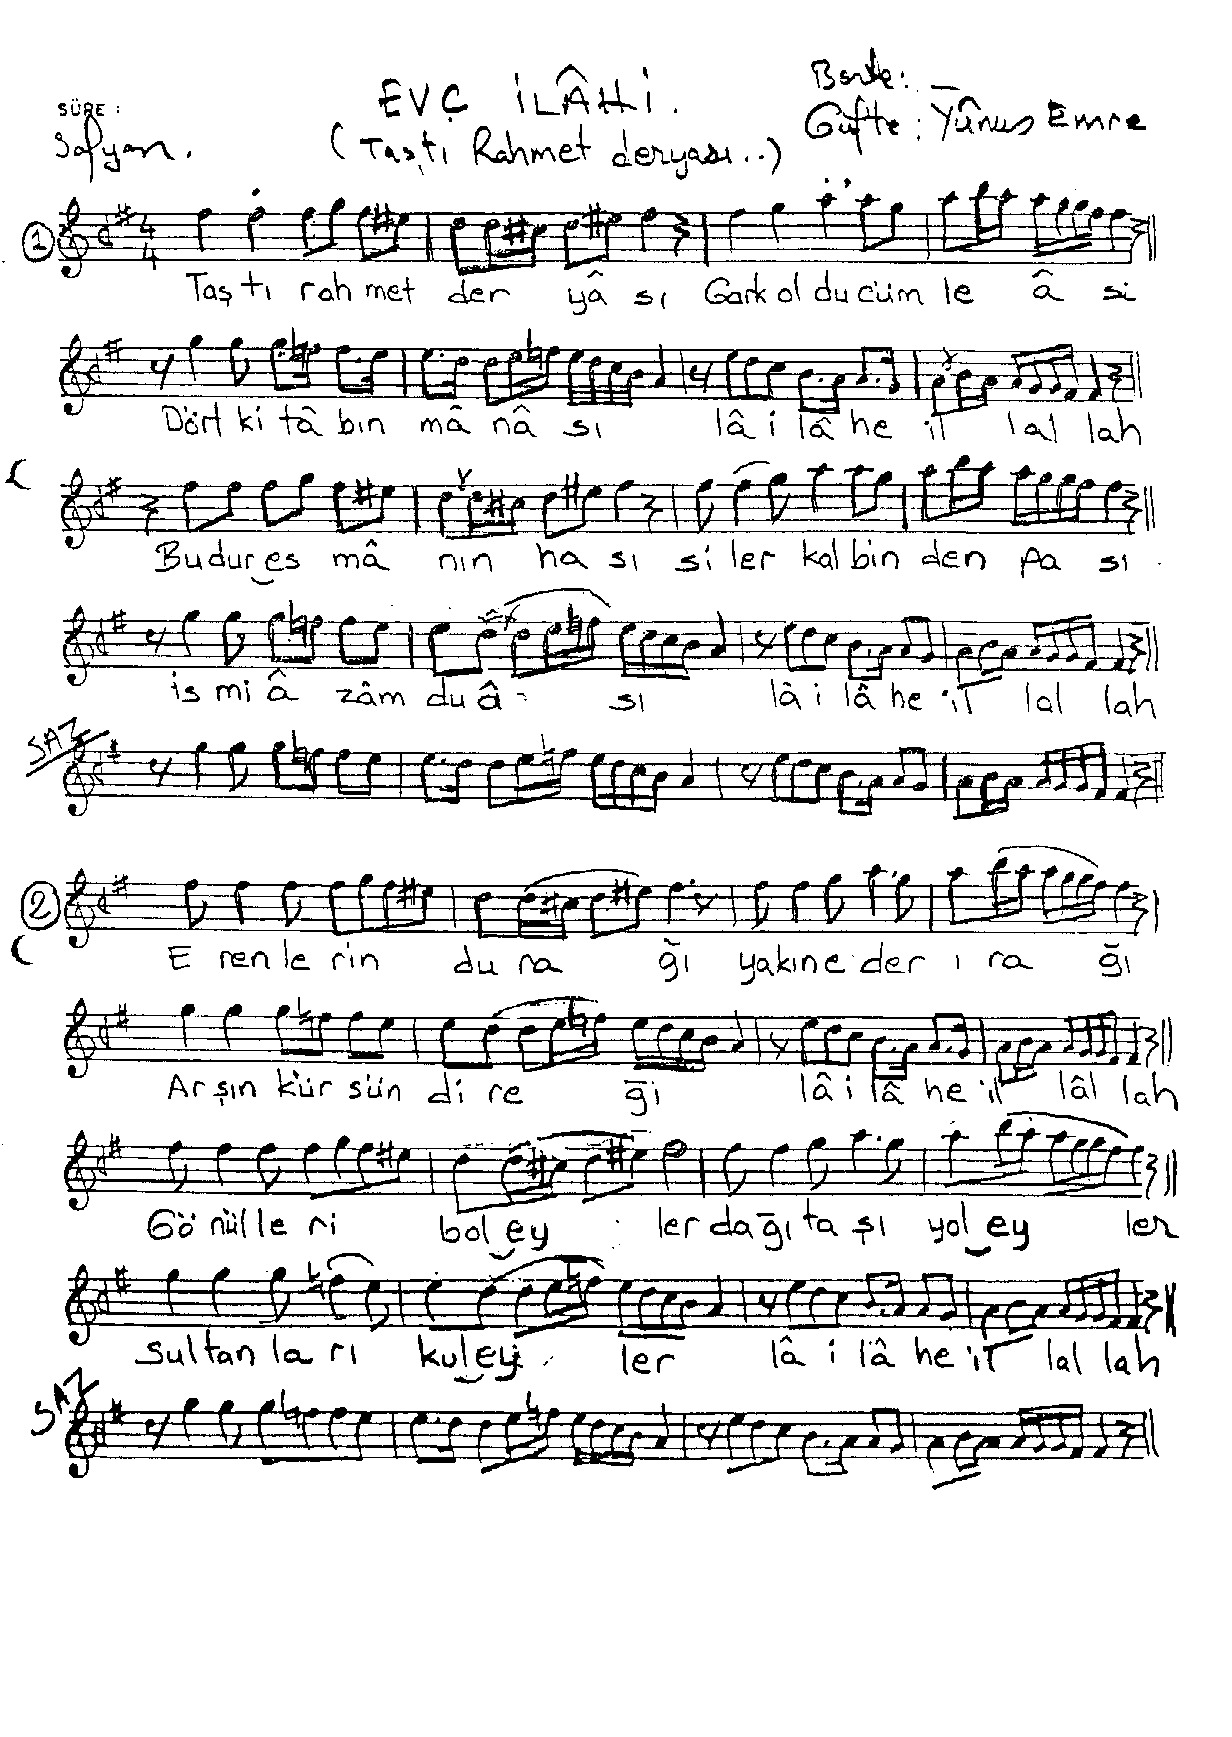 EVÇ İLÂHİ.
Beste: —
SÜRE :
Güfte : Yûnus Emre
Sofyan.
(Taştı Rahmet deryası..)
1
4
4
Taş tı rah met der yâ sı Gark ol du cüm le â si
Dört ki tâ bın mâ nâ sı lâ i lâ he il lal lah
Bu dur es mâ nın ha sı si ler kal bin den pa sı
is mi â zâm du â sı lâ i lâ he il lal lah
SAZ
2
E ren le rin du ra ğı yakın e der ı ra ğı
Ar şın kür sün di re ği lâ i lâ he il lâl lah
Gö nül le ri bol ey ler dağı ta şı yol ey ler
Sul tan la rı kul ey ler lâ i lâ he il lal lah
SAZ